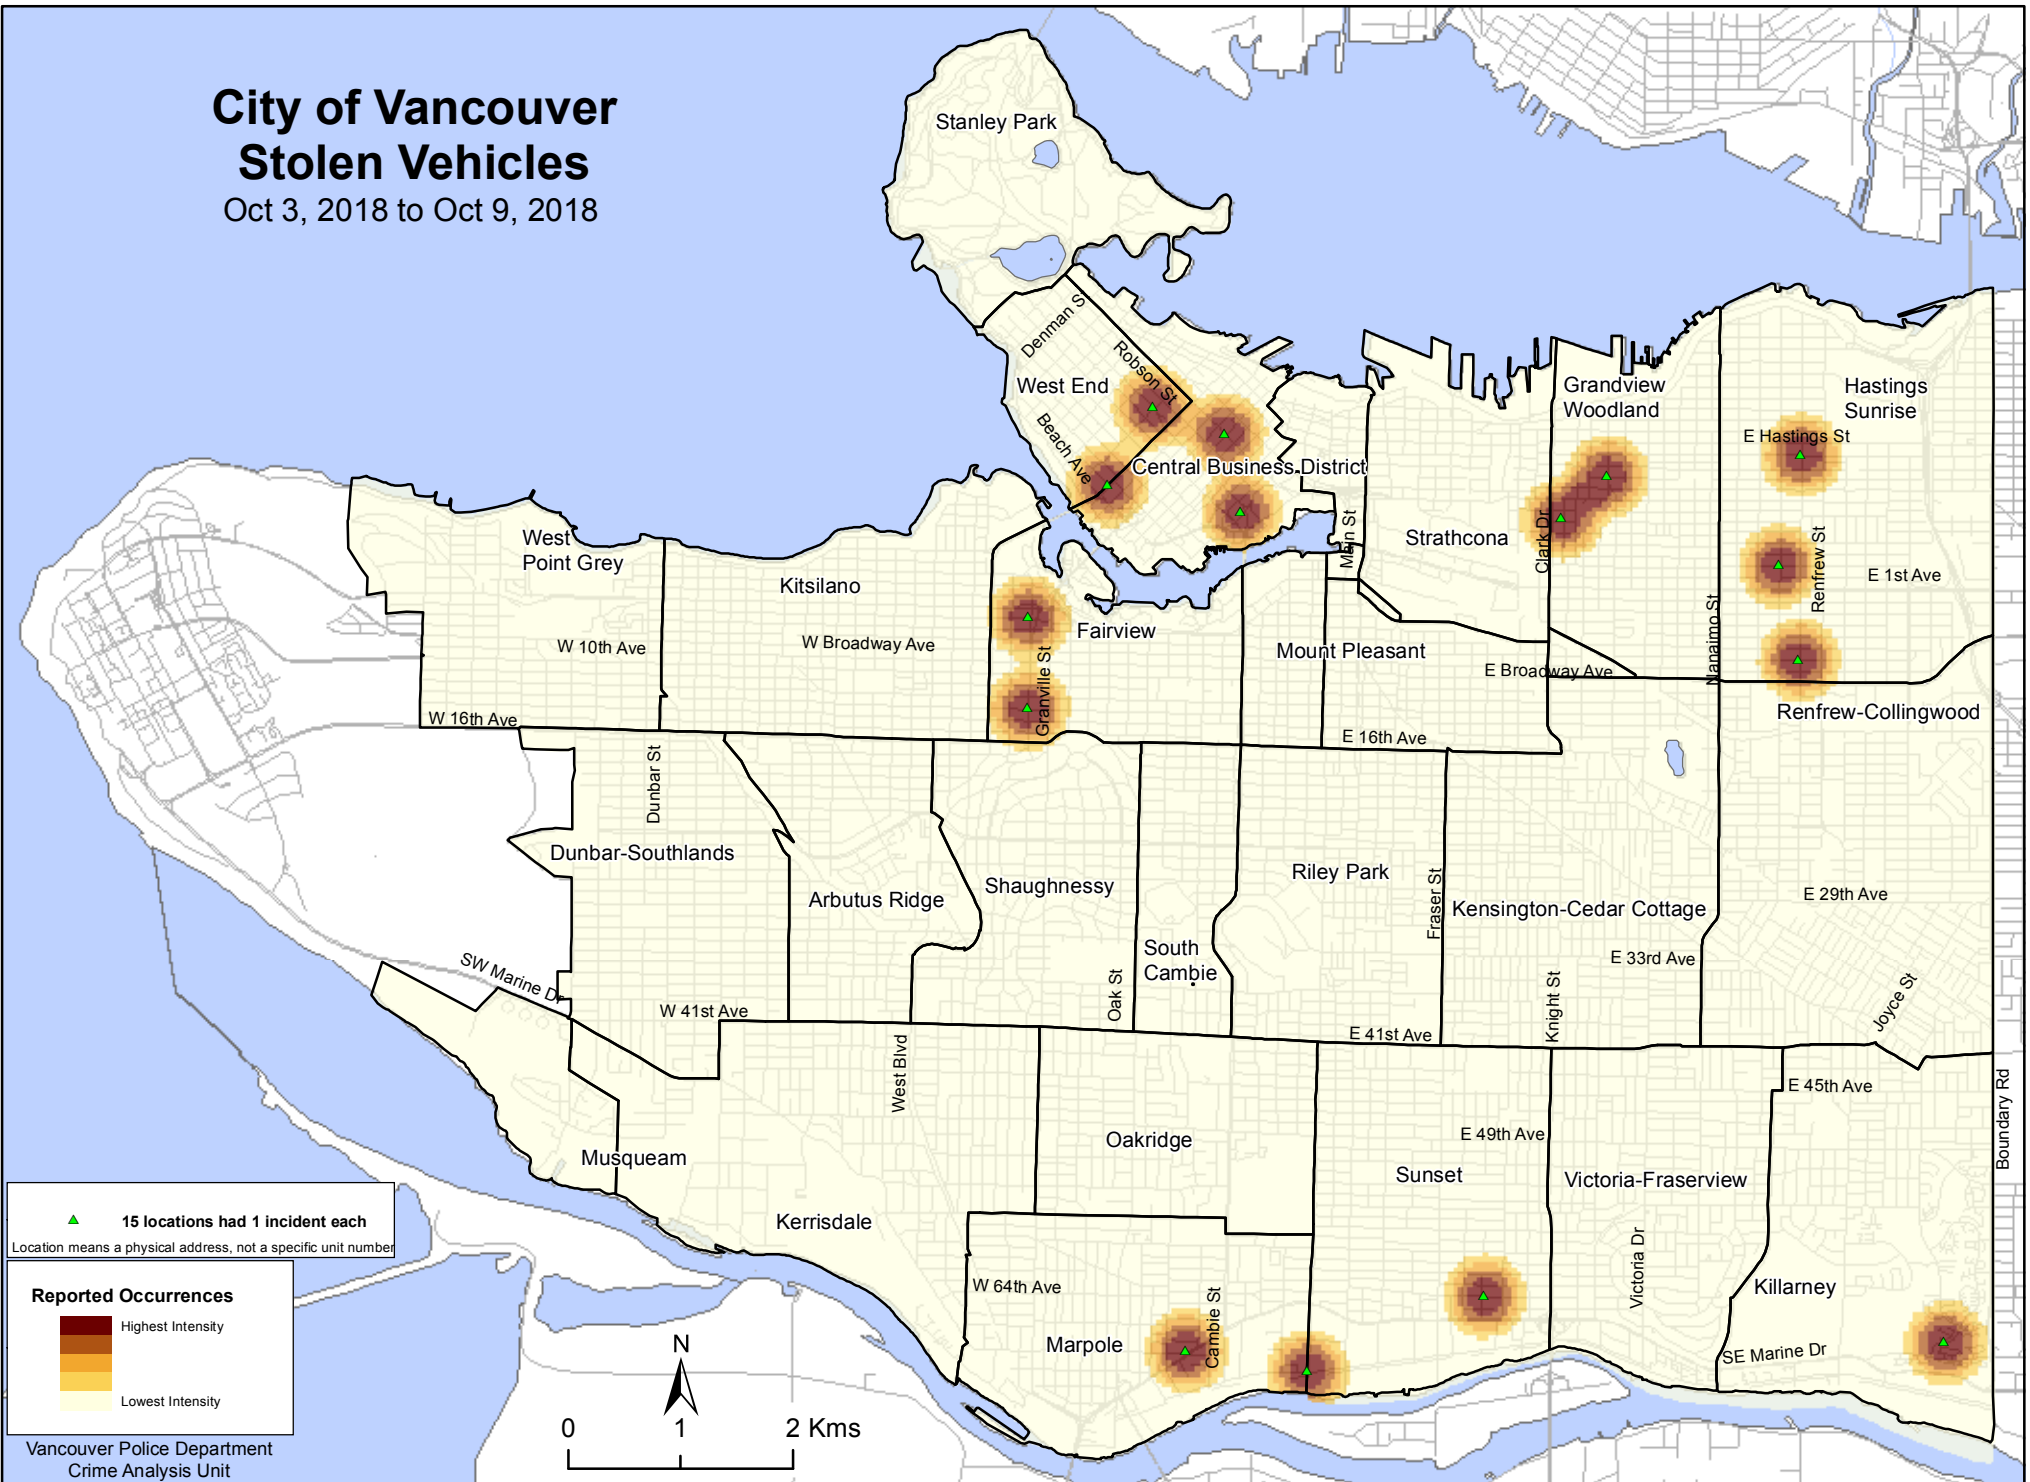 City of Vancouver
Stolen Vehicles
Oct 3, 2018 to Oct 9, 2018
Stanley Park
Denman S
Robson St
West End
Beach Ave
Central Business District
Main St
Strathcona
Clark Dr
Grandview
Woodland
Hastings
Sunrise
E Hastings St
Renfrew St
E 1st Ave
Nanaimo St
West
Point Grey
Kitsilano
W 10th Ave
W Broadway Ave
Fairview
Granville St
Mount Pleasant
E Broadway Ave
Renfrew-Collingwood
W 16th Ave
E 16th Ave
Dunbar St
Dunbar-Southlands
Arbutus Ridge
Shaughnessy
South
Cambie
Oak St
Riley Park
Fraser St
Kensington-Cedar Cottage
E 29th Ave
E 33rd Ave
Knight St
Joyce St
SW Marine Dr
W 41st Ave
E 41st Ave
West Blvd
E 45th Ave
Boundary Rd
Oakridge
E 49th Ave
Sunset
Victoria-Fraserview
Musqueam
Kerrisdale
Victoria Dr
W 64th Ave
Cambie St
Killarney
Marpole
SE Marine Dr
15 locations had 1 incident each
Location means a physical address, not a specific unit number
Reported Occurrences
Highest Intensity
Lowest Intensity
N
0 1 2 Kms
Vancouver Police Department
Crime Analysis Unit